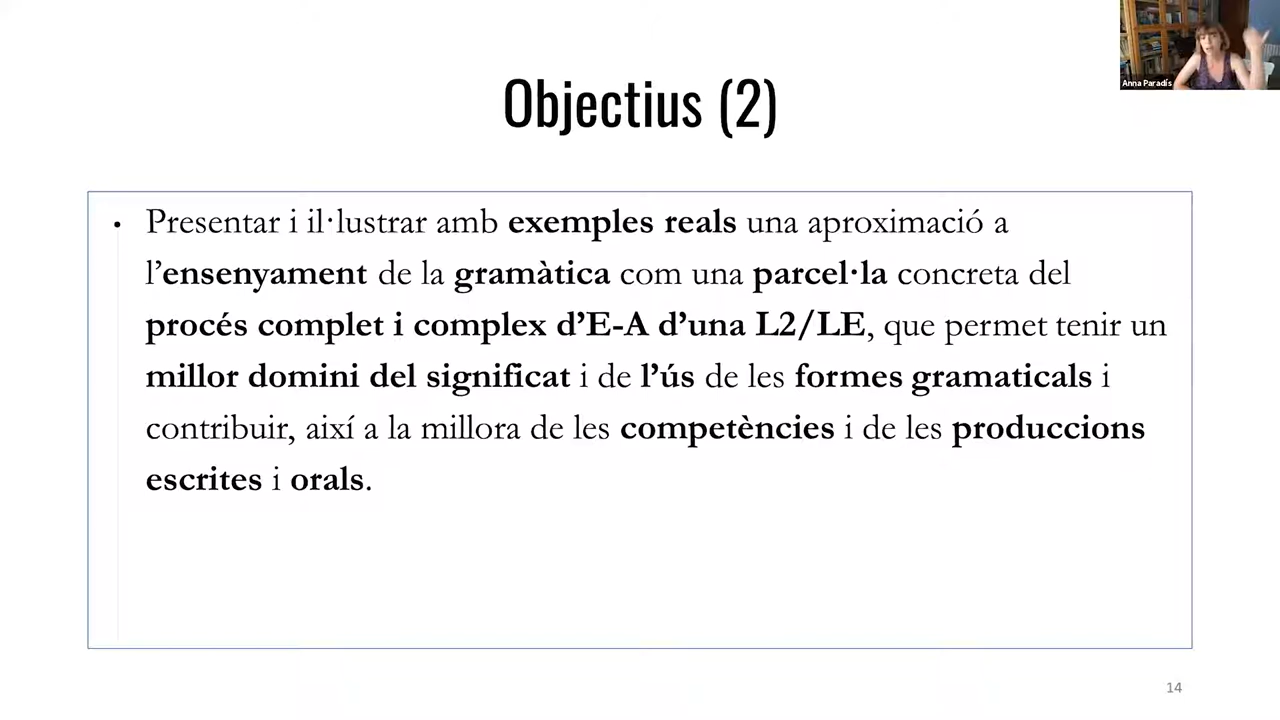 Anna Paradís
Objectius (2)
• Presentar i il·lustrar amb exemples reals una aproximació a
l’ensenyament de la gramàtica com una parcel·la concreta del
procés complet i complex d’E-A d’una L2/LE, que permet tenir un
millor domini del significat i de l’ús de les formes gramaticals i
contribuir, així a la millora de les competències i de les produccions
escrites i orals.
14